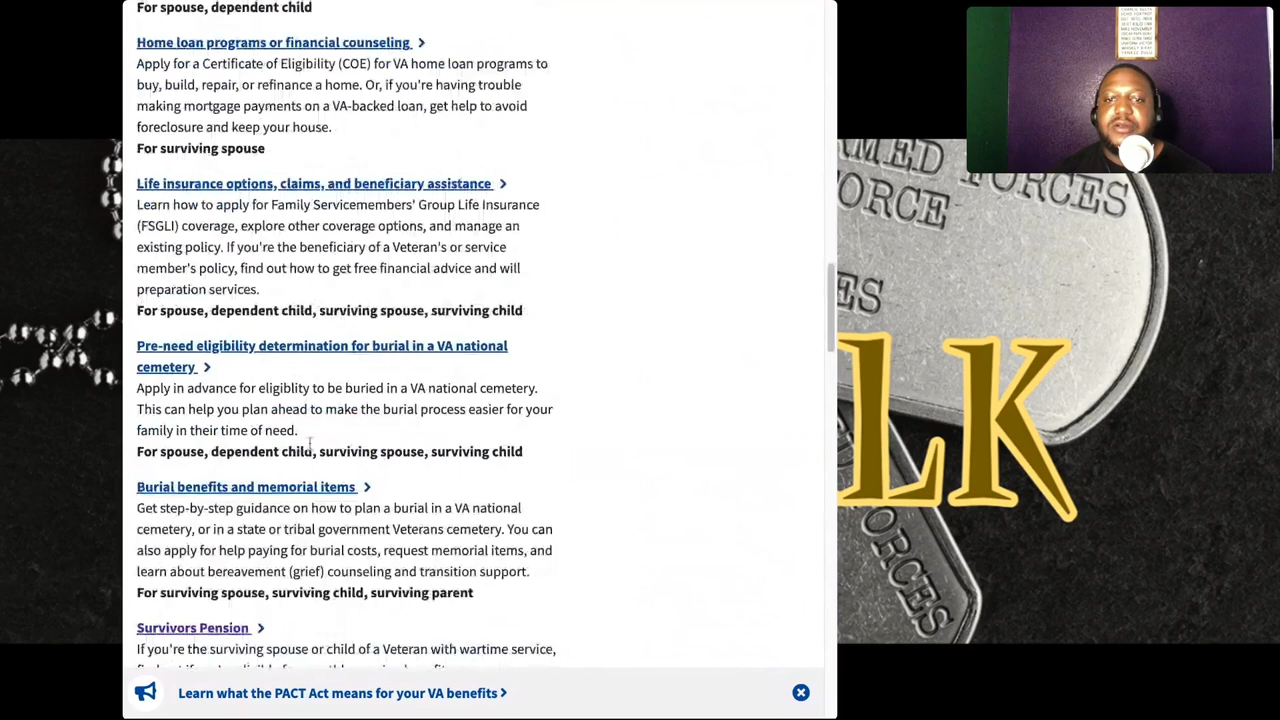 For spouse, dependent child
Home loan programs or financial counseling
Apply for a Certificate of Eligibility (COE) for VA home loan programs to
buy, build, repair, or refinance a home. Or, if you're having trouble
making mortgage payments on a VA-backed loan, get help to avoid
foreclosure and keep your house.
For surviving spouse
Life insurance options, claims, and beneficiary assistance
Learn how to apply for Family Servicemembers' Group Life Insurance
(FSGLI) coverage, explore other coverage options, and manage an
existing policy. If you're the beneficiary of a Veteran's or service
member's policy, find out how to get free financial advice and will
preparation services.
For spouse, dependent child, surviving spouse, surviving child
Pre-need eligibility determination for burial in a VA national
cemetery
Apply in advance for eligiblity to be buried in a VA national cemetery.
This can help you plan ahead to make the burial process easier for your
family in their time of need.
For spouse, dependent child, surviving spouse, surviving child
Burial benefits and memorial items
Get step-by-step guidance on how to plan a burial in a VA national
cemetery, or in a state or tribal government Veterans cemetery. You can
also apply for help paying for burial costs, request memorial items, and
learn about bereavement (grief) counseling and transition support.
For surviving spouse, surviving child, surviving parent
Survivors Pension
If you're the surviving spouse or child of a Veteran with wartime service,
Learn what the PACT Act means for your VA benefits
FORCES
ORCE
ES
LK
FORCES